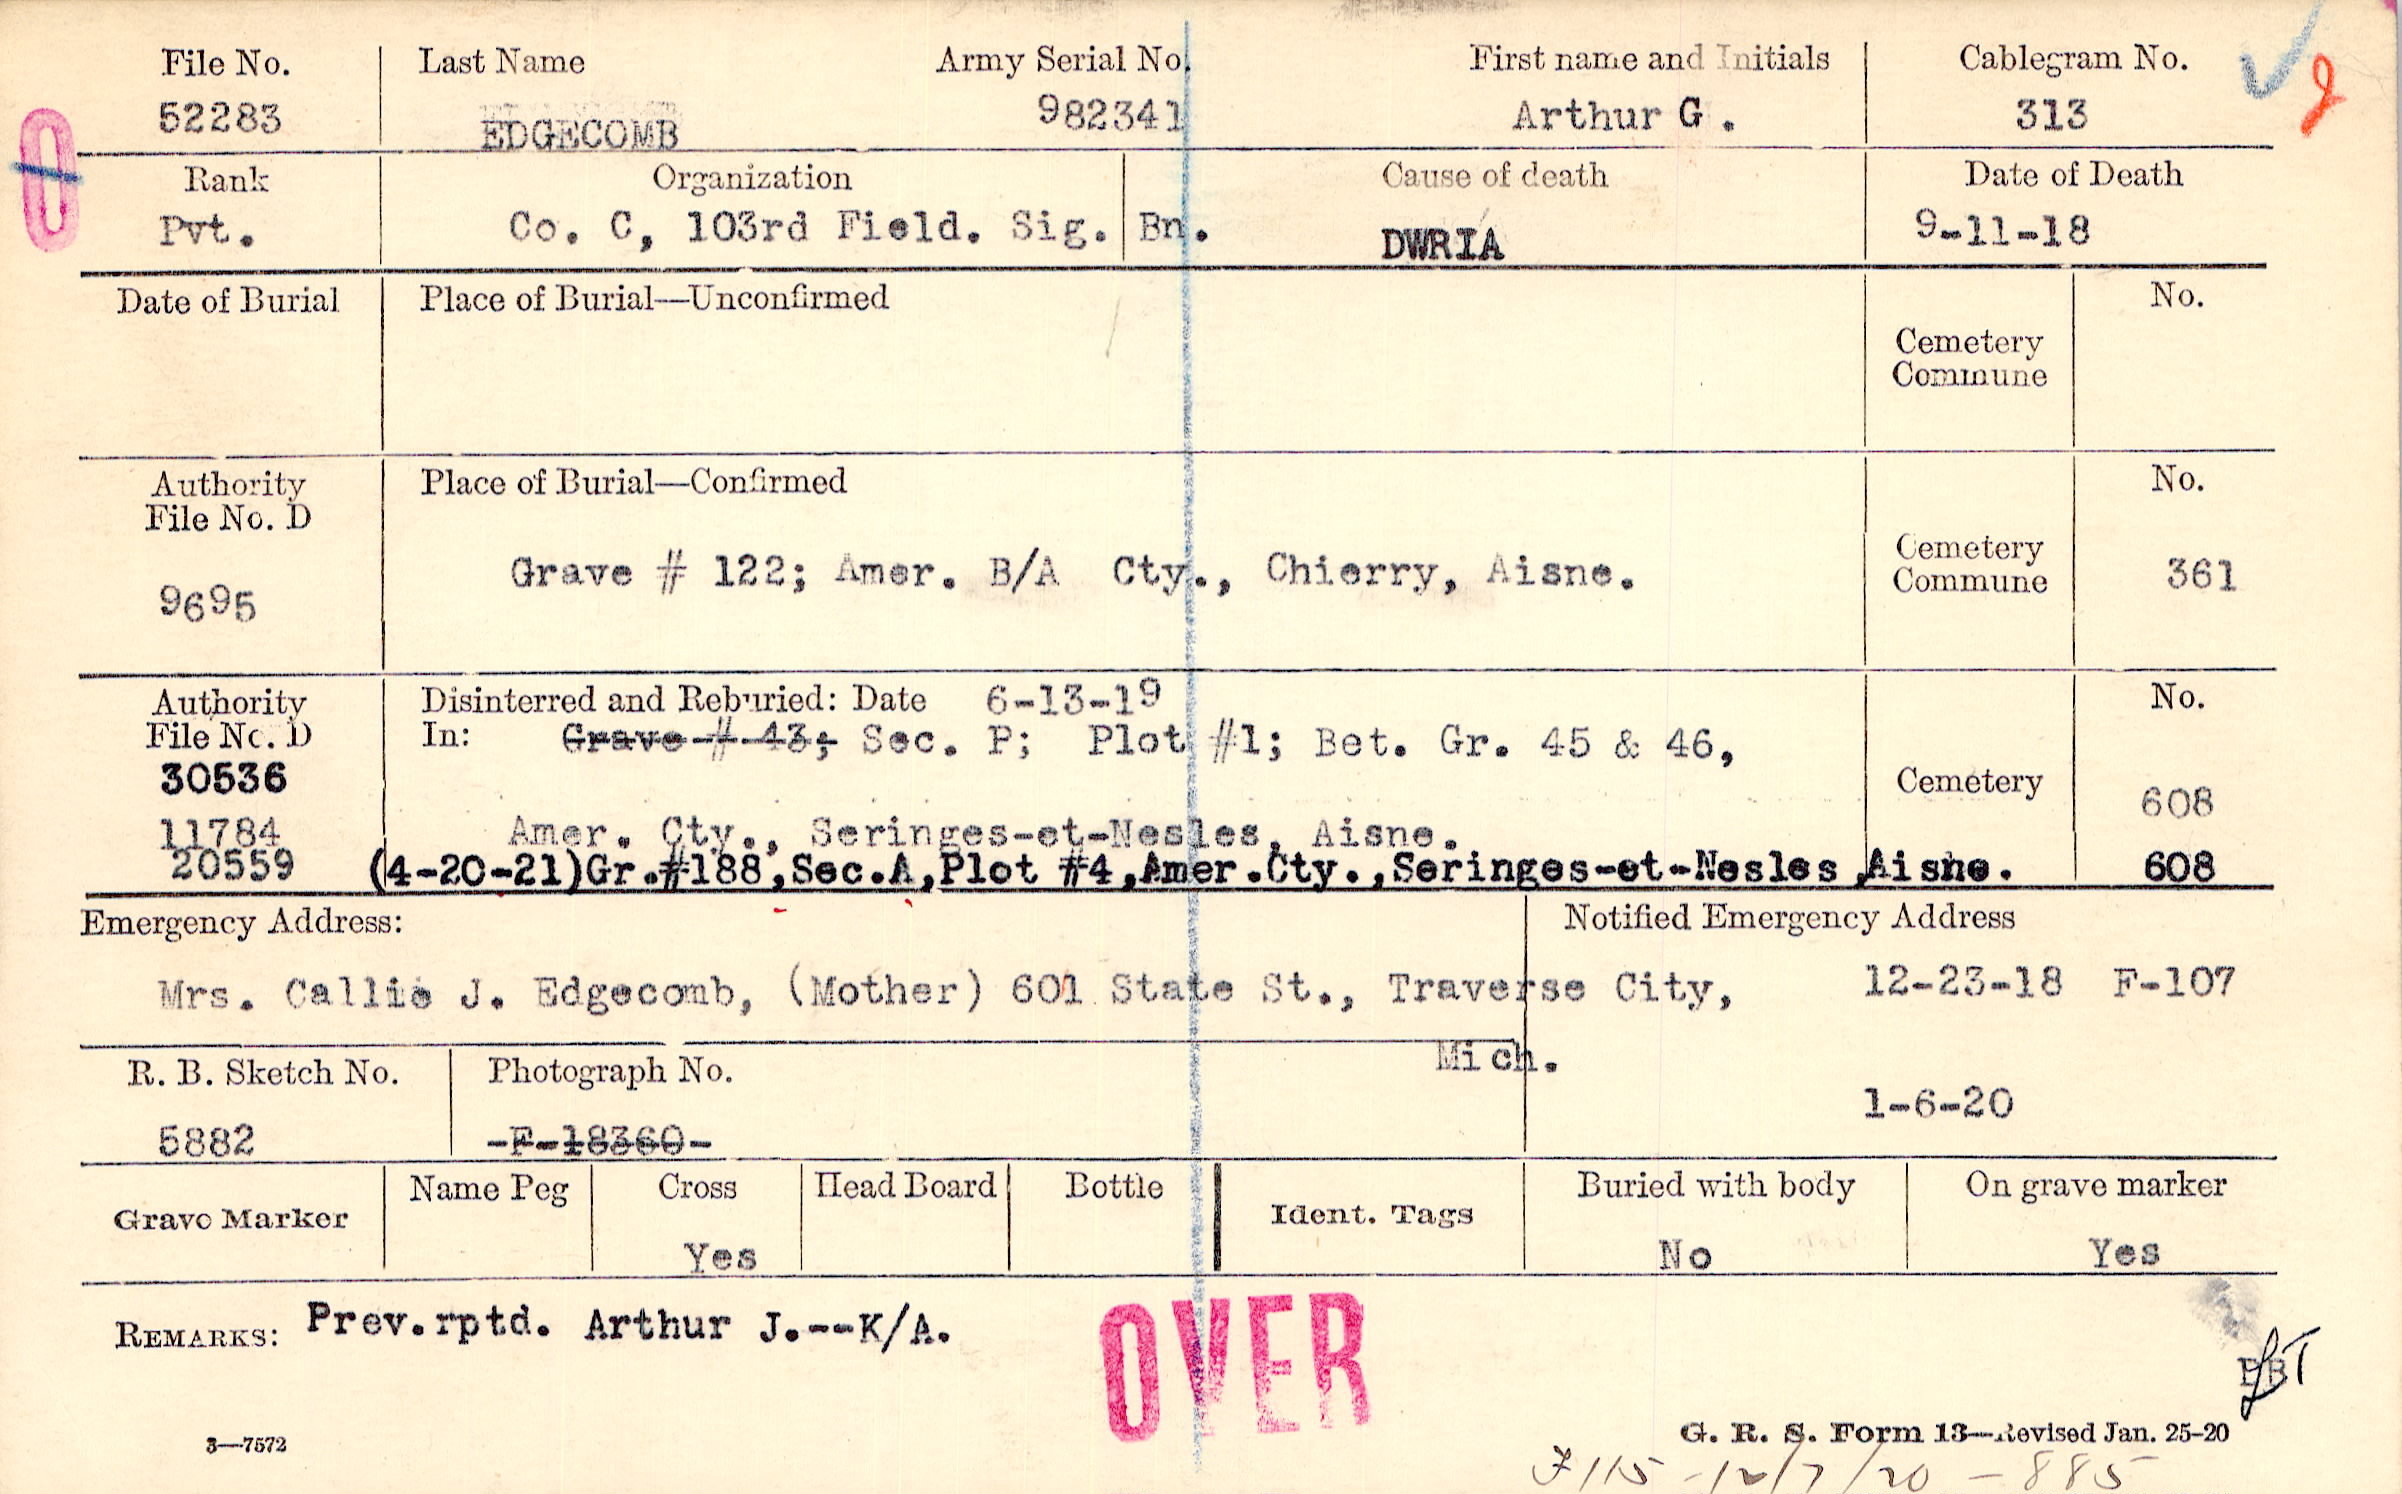 File No. Last Name Army Serial No. First name and Initials Cablegram No.
52283 EDGECOMB 982341 Arthur G. 313
Rank Organization Cause of death Date of Death
Pvt. Co. C, 103rd Field. Sig. Bn. DWRIA 9-11-18
Date of Burial Place of Burial—Unconfirmed No.
Cemetery
Commune
Authority Place of Burial—Confirmed No.
File No. D
Grave # 122; Amer. B/A Cty., Chierry, Aisne. Cemetery
9695 Commune 361
Authority Disinterred and Reburied: Date 6-13-19 No.
File No. D In: Grave # 43; Sec. P; Plot #1; Bet. Gr. 45 & 46,
30536 Cemetery 608
11784 Amer. Cty., Seringes-et-Nesles, Aisne.
20559 (4-20-21)Gr.#188,Sec.A,Plot #4,Amer.Cty.,Seringes-et-Nesles,Aisne. 608
Emergency Address: Notified Emergency Address
Mrs. Callie J. Edgecomb, (Mother) 601 State St., Traverse City, 12-23-18 F-107
Mich.
R. B. Sketch No. Photograph No.
1-6-20
5882 -F-18360-
Grave Marker Name Peg Cross Head Board Bottle Ident. Tags Buried with body On grave marker
Yes No Yes
REMARKS: Prev.rptd. Arthur J.--K/A.
OVER
3—7572 G. R. S. Form 13—Revised Jan. 25-20
F115 -12/7/20 - 885